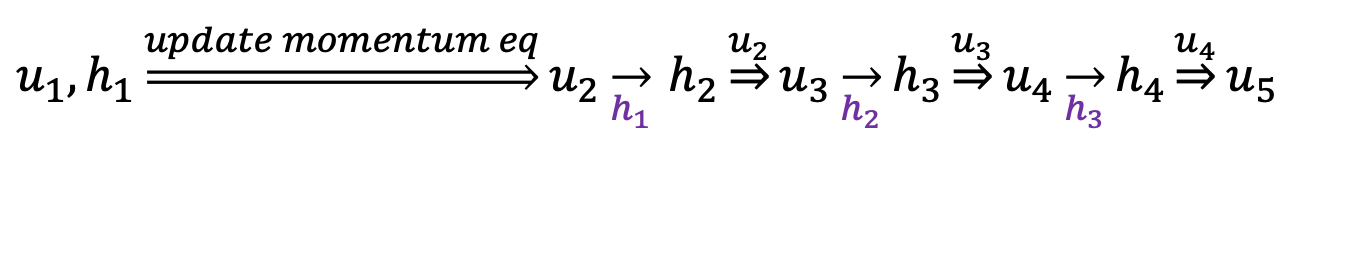 update momentum eq u₂ u₃ u₄
u₁, h₁ ⟹ u₂ → h₂ ⇒ u₃ → h₃ ⇒ u₄ → h₄ ⇒ u₅
h₁ h₂ h₃